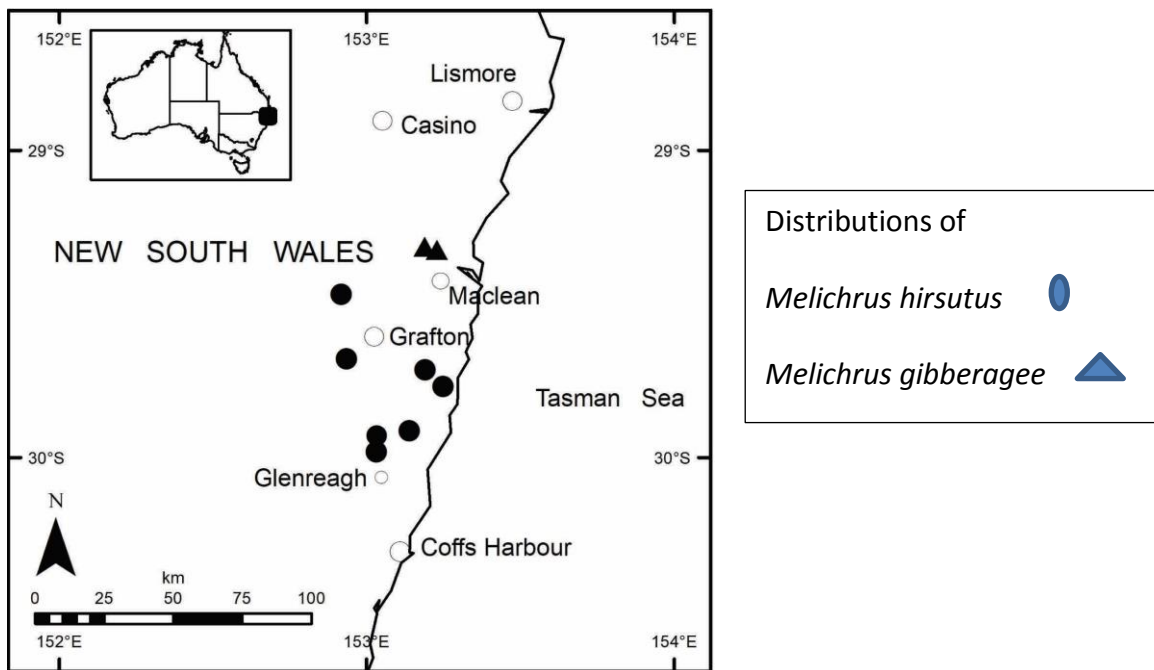 152°E 153°E 154°E
Lismore
Casino
29°S 29°S
NEW SOUTH WALES
Maclean
Grafton
Tasman Sea
30°S 30°S
Glenreagh
N
Coffs Harbour
km
0 25 50 75 100
152°E 153°E 154°E
Distributions of
Melichrus hirsutus
Melichrus gibberagee